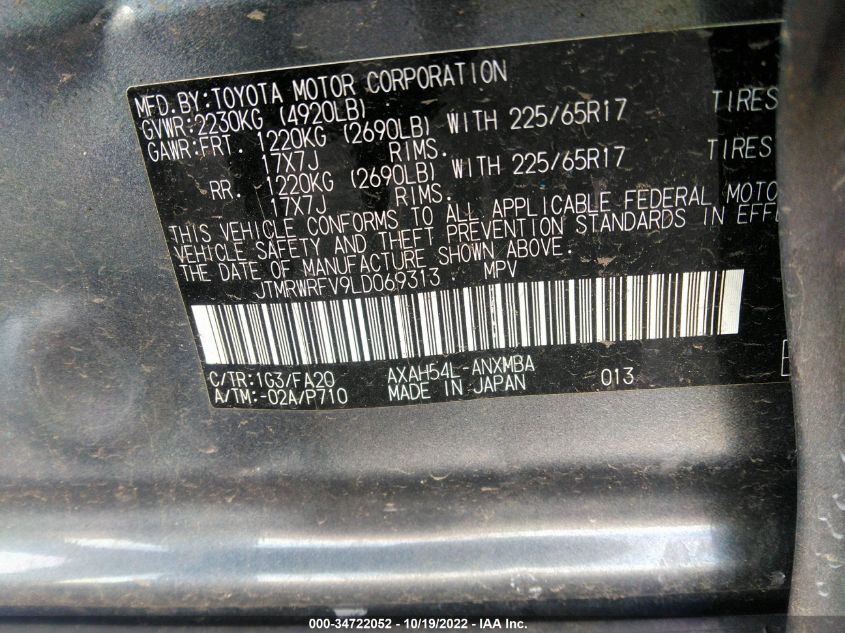 MFD.BY:TOYOTA MOTOR CORPORATION
GVWR:2230KG (4920LB)
GAWR:FRT. 1220KG (2690LB) WITH 225/65R17 TIRES
17X7J RIMS.
RR. 1220KG (2690LB) WITH 225/65R17 TIRES
17X7J RIMS.
THIS VEHICLE CONFORMS TO ALL APPLICABLE FEDERAL MOTO
VEHICLE SAFETY AND THEFT PREVENTION STANDARDS IN EFF
THE DATE OF MANUFACTURE SHOWN ABOVE.
JTMRWRFV9LD069313 MPV
C/TR:1G3/FA20 AXAH54L-ANXMBA 013
A/TM:-02A/P710 MADE IN JAPAN
000-34722052 - 10/19/2022 - IAA Inc.